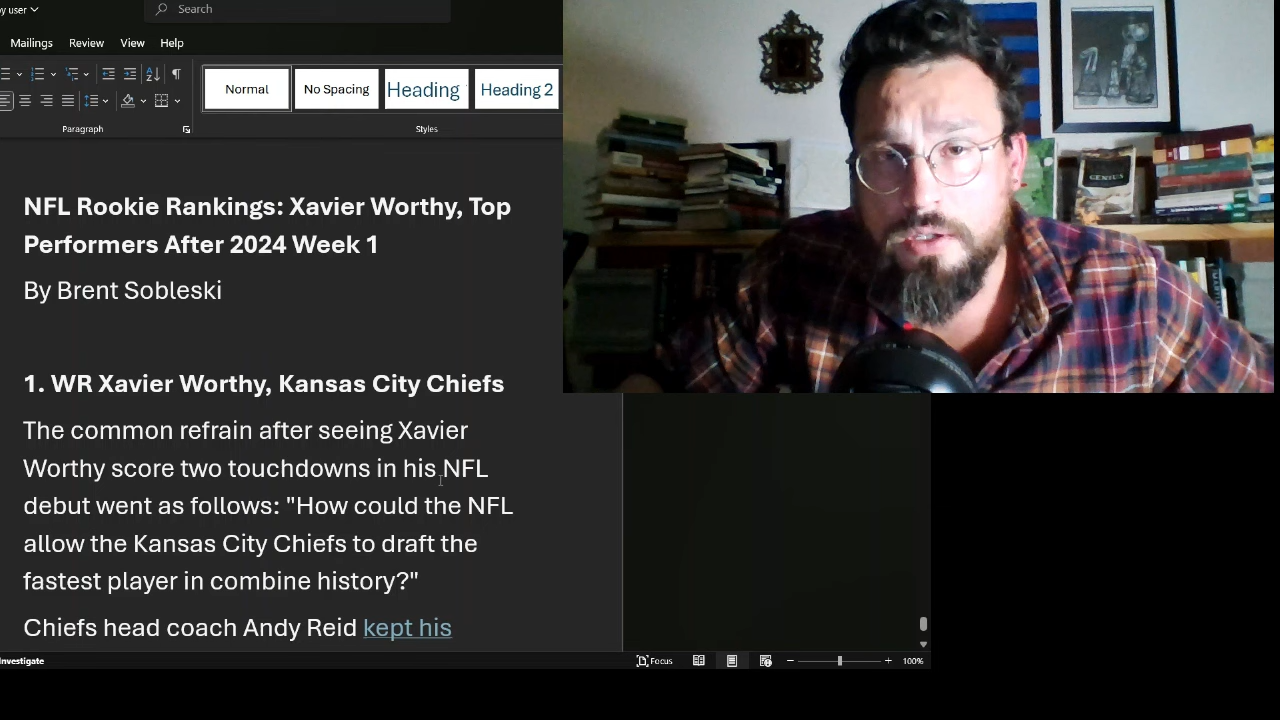 by user
Search
Mailings Review View Help
Normal
No Spacing
Heading
Heading 2
Paragraph
Styles
GENIUS
NFL Rookie Rankings: Xavier Worthy, Top
Performers After 2024 Week 1
By Brent Sobleski
1. WR Xavier Worthy, Kansas City Chiefs
The common refrain after seeing Xavier
Worthy score two touchdowns in his NFL
debut went as follows: "How could the NFL
allow the Kansas City Chiefs to draft the
fastest player in combine history?"
Chiefs head coach Andy Reid kept his
Investigate
Focus
100%